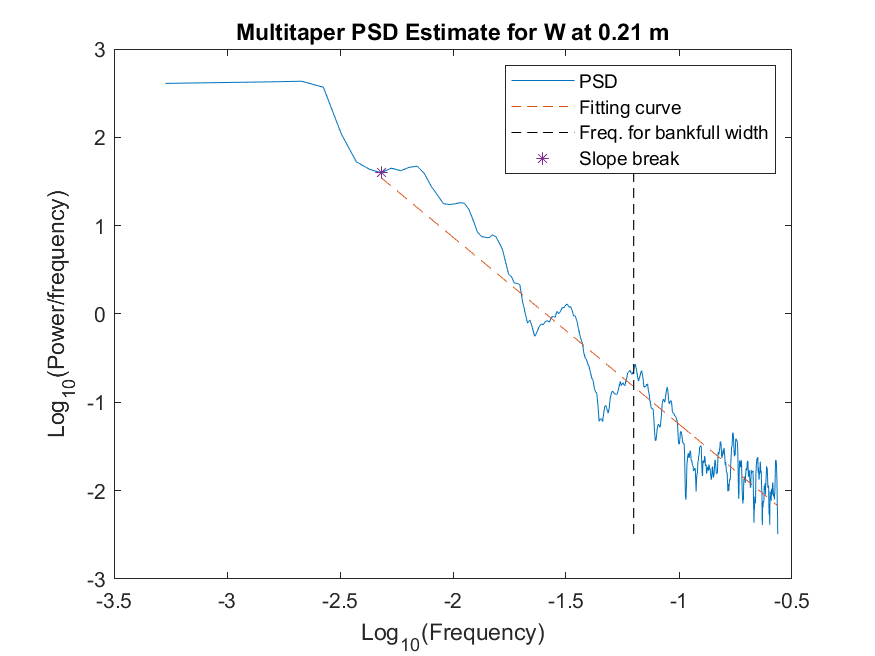 Multitaper PSD Estimate for W at 0.21 m
PSD
Fitting curve
Freq. for bankfull width
Slope break
3
2
1
0
-1
-2
-3
Log10(Power/frequency)
-3.5 -3 -2.5 -2 -1.5 -1 -0.5
Log10(Frequency)